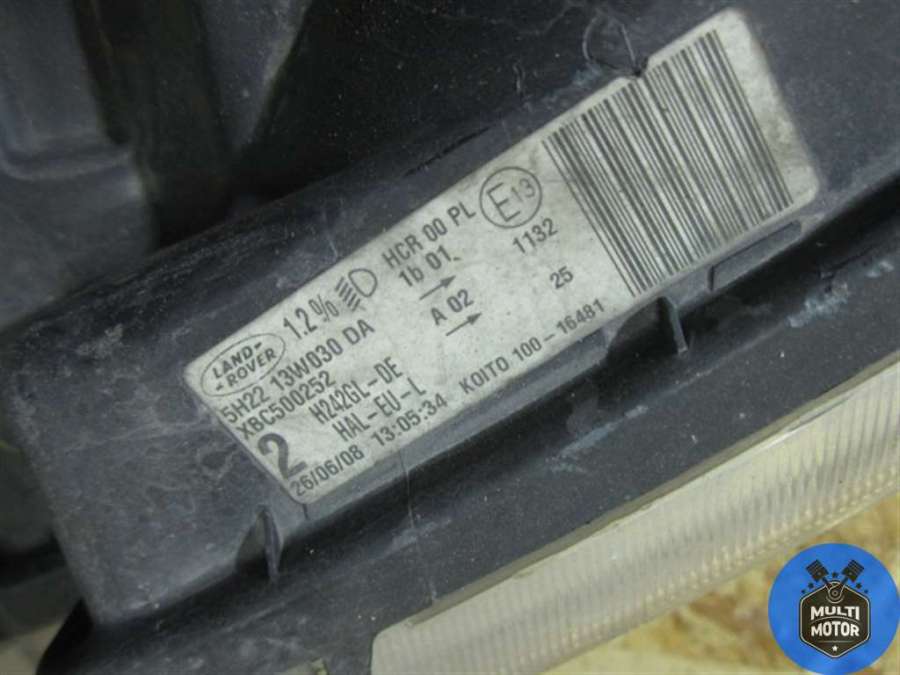 LAND-
-ROVER
1.2%
HCR 00 PL
1b 01.
E13
1132
5H22 13W030 DA
XBC500252
A 02
25
2
H242GL-DE
HAL-EU-L
KOITO 100-16481
26/06/08 13:05:34
MULTI
MOTOR